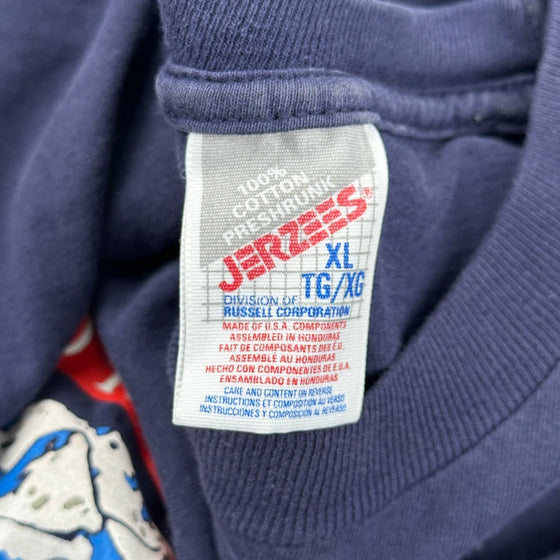 100%
COTTON
PRESHRUNK
JERZEES®
XL
TG/XG
DIVISION OF
RUSSELL CORPORATION
MADE OF U.S.A. COMPONENTS
ASSEMBLED IN HONDURAS
FAIT DE COMPOSANTS DES É.U.
ASSEMBLÉ AU HONDURAS
HECHO CON COMPONENTES DE E.U.A.
ENSAMBLADO EN HONDURAS
CARE AND CONTENT ON REVERSE
INSTRUCTIONS ET COMPOSITION AU VERSO
INSTRUCCIONES Y COMPOSICION AL REVERSO